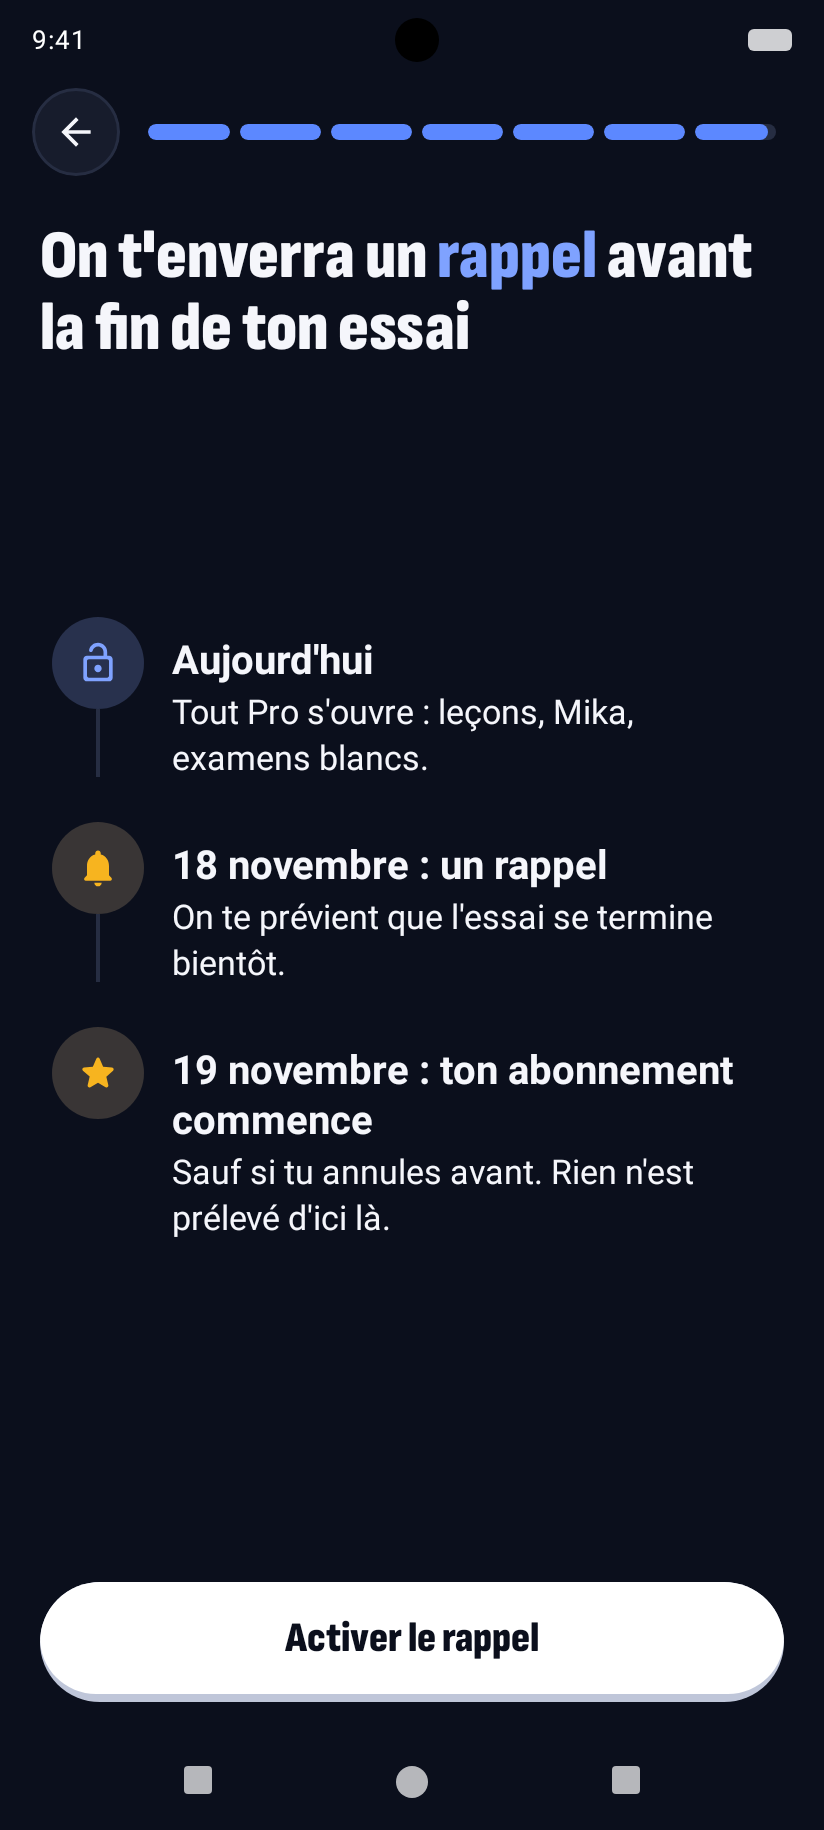 9:41
On t'enverra un rappel avant
la fin de ton essai
Aujourd'hui
Tout Pro s'ouvre : leçons, Mika,
examens blancs.
18 novembre : un rappel
On te prévient que l'essai se termine
bientôt.
19 novembre : ton abonnement
commence
Sauf si tu annules avant. Rien n'est
prélevé d'ici là.
Activer le rappel